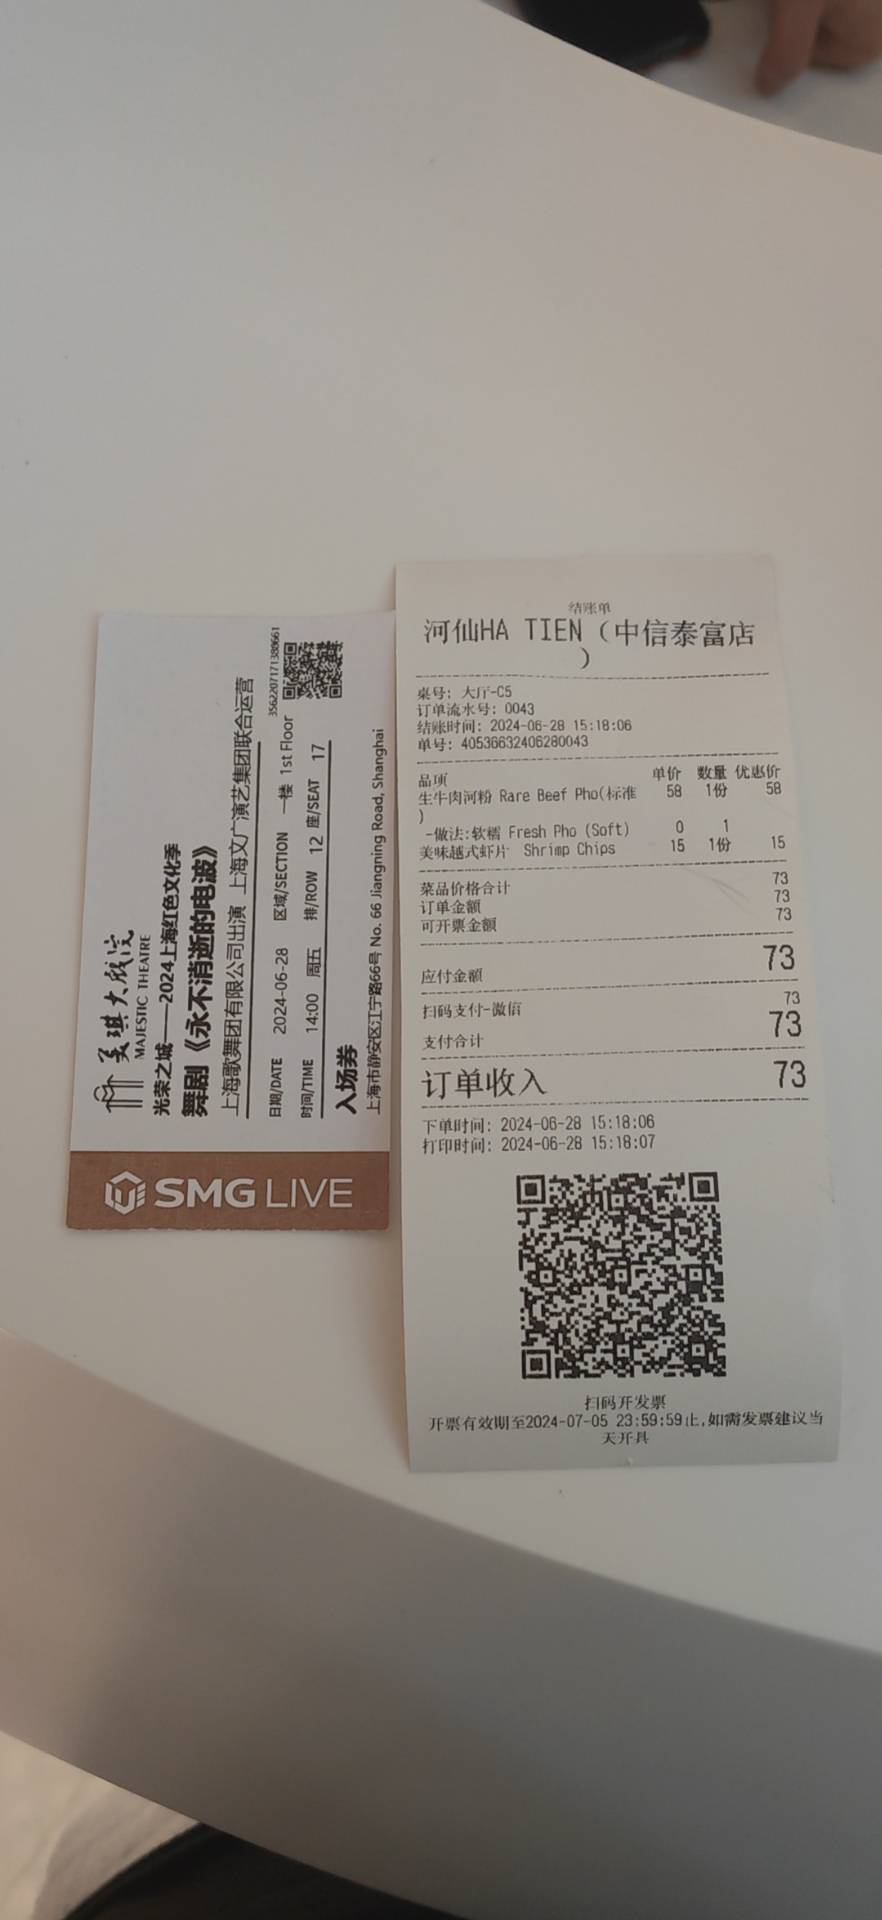 美琪大戏院
MAJESTIC THEATRE
光荣之城——2024上海红色文化季
舞剧《永不消逝的电波》
上海歌舞团有限公司出演 上海文广演艺集团联合运营
3562207171388661
日期/DATE 2024-06-28 区域/SECTION 一楼 1st Floor
时间/TIME 14:00 周五 排/ROW 12 座/SEAT 17
入场券
上海市静安区江宁路66号 No. 66 Jiangning Road, Shanghai
SMG LIVE
结账单
河仙HA TIEN（中信泰富店
）
桌号: 大厅-C5
订单流水号: 0043
结账时间: 2024-06-28 15:18:06
单号: 40536632406280043
品项 单价 数量 优惠价
生牛肉河粉 Rare Beef Pho(标准 58 1份 58
)
-做法:软糯 Fresh Pho (Soft) 0 1
美味越式虾片 Shrimp Chips 15 1份 15
菜品价格合计 73
订单金额 73
可开票金额 73
应付金额 73
扫码支付-微信 73
支付合计 73
订单收入 73
下单时间: 2024-06-28 15:18:06
打印时间: 2024-06-28 15:18:07
扫码开发票
开票有效期至2024-07-05 23:59:59止,如需发票建议当
天开具